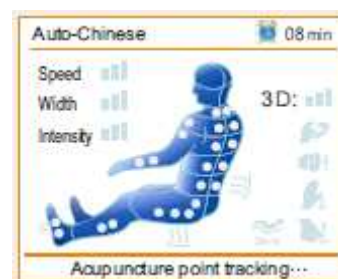 Auto-Chinese 08 min
Speed
Width
Intensity
3D:
Acupuncture point tracking···